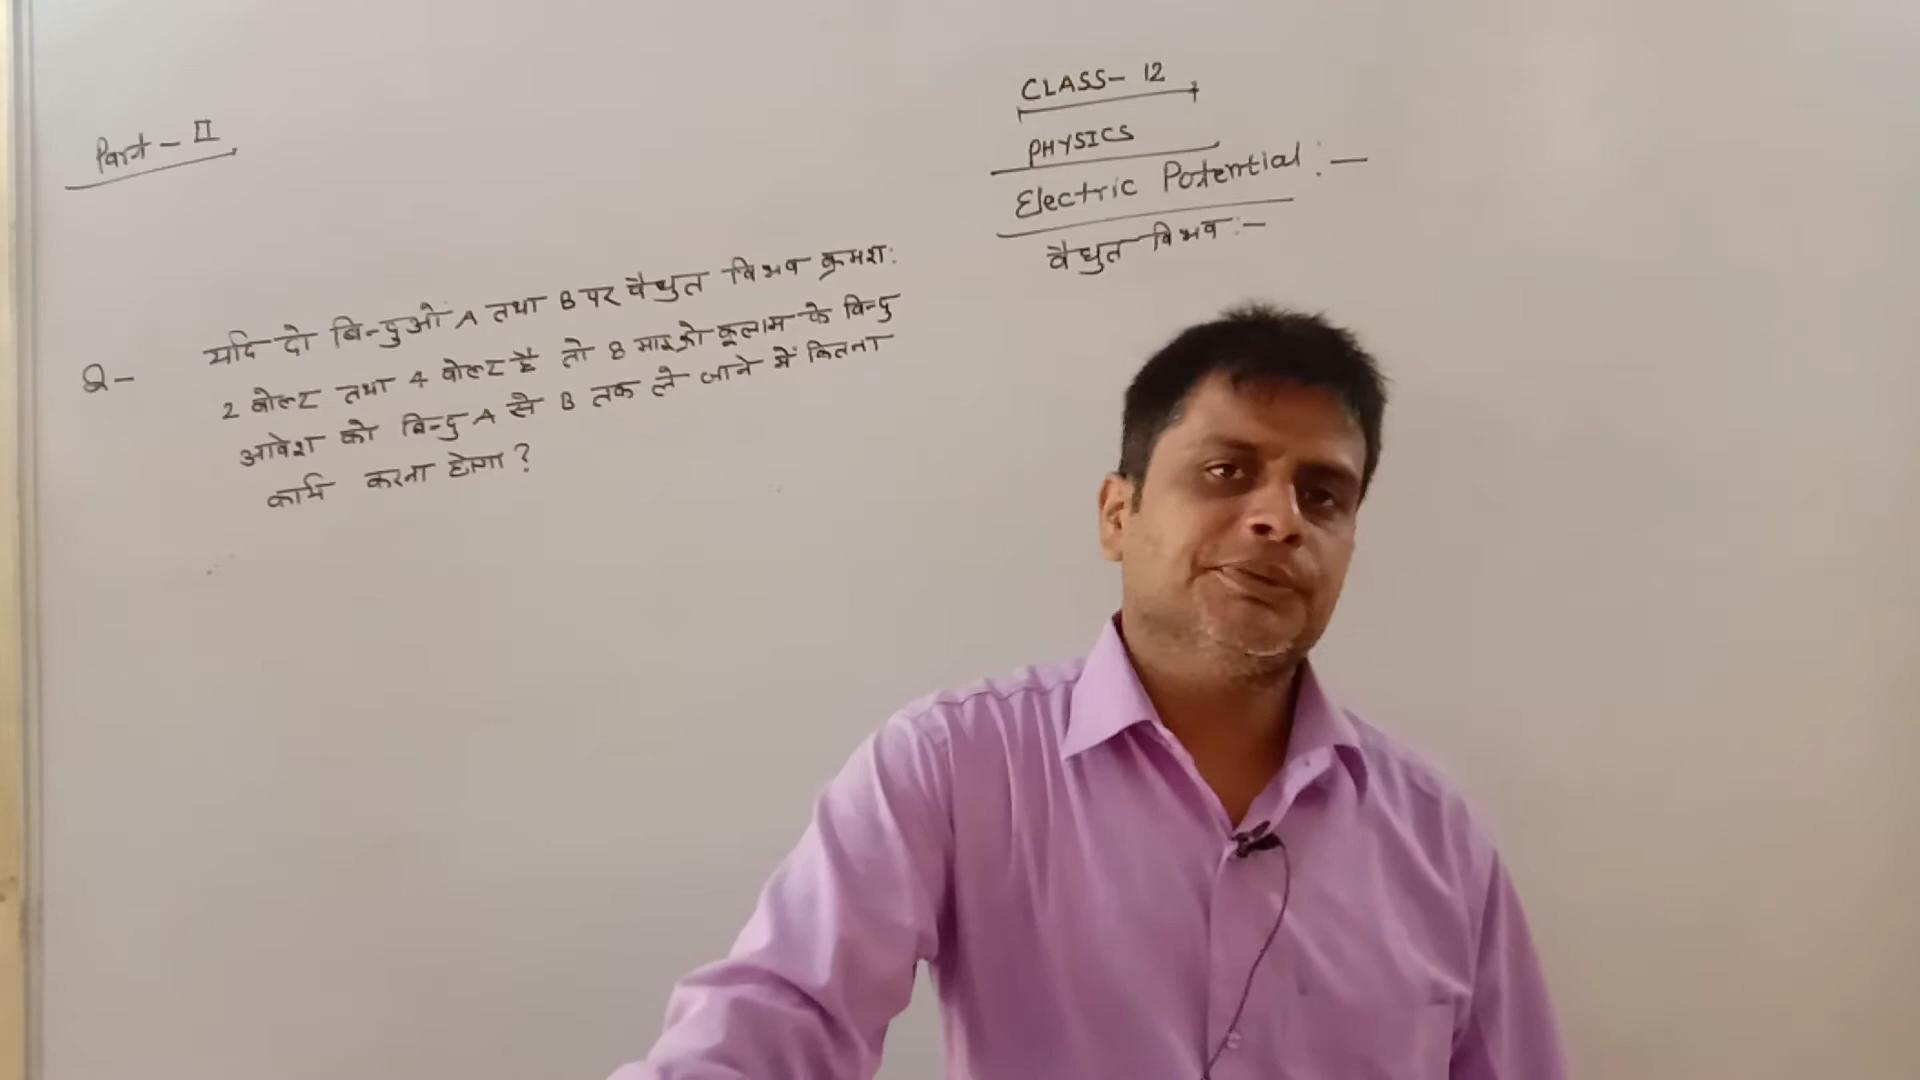 Part - II
CLASS- 12
PHYSICS
Electric Potential :-
वैधुत विभव :-
Q - यदि दो बिन्दुओं A तथा B पर वैधुत विभव क्रमश:
2 वोल्ट तथा 4 वोल्ट है तो 8 माइक्रो कूलाम के विन्दु
आवेश को बिन्दु A से B तक ले जाने में कितना
कार्य करना होगा ?